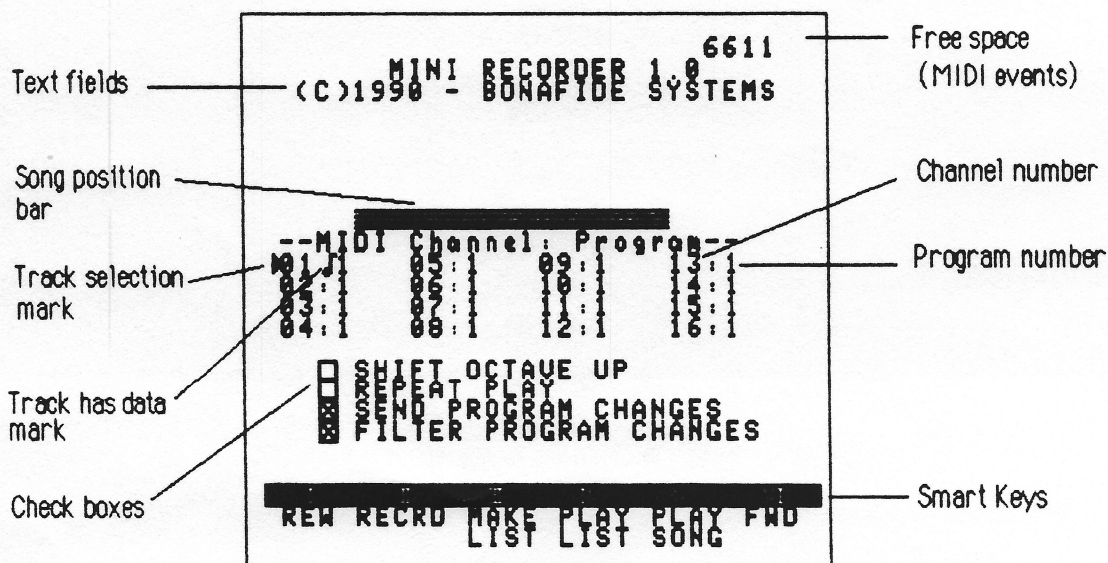 6611
MINI RECORDER 1.0
(C)1990 - BONAFIDE SYSTEMS
Text fields
Free space
(MIDI events)
Song position
bar
Channel number
--MIDI Channel: Program--
01♪1 05:1 09:1 13:1
02:1 06:1 10:1 14:1
03:1 07:1 11:1 15:1
04:1 08:1 12:1 16:1
Track selection
mark
Program number
SHIFT OCTAVE UP
REPEAT PLAY
SEND PROGRAM CHANGES
FILTER PROGRAM CHANGES
Track has data
mark
Check boxes
Smart Keys
REW RECRD MAKE PLAY PLAY FWD
LIST LIST SONG